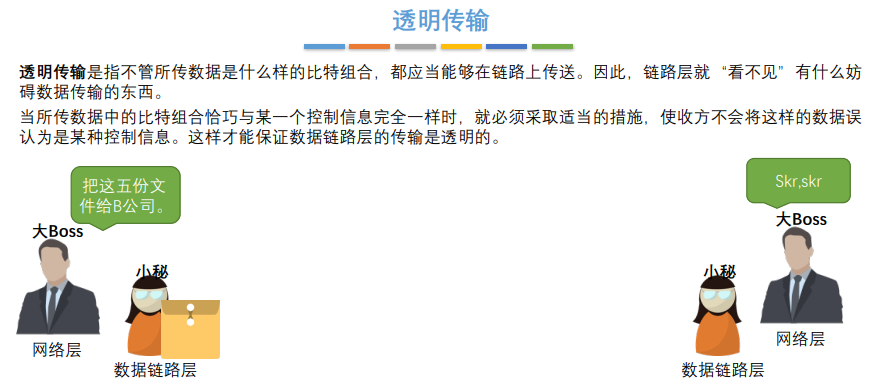 透明传输
透明传输是指不管所传数据是什么样的比特组合，都应当能够在链路上传送。因此，链路层就“看不见”有什么妨
碍数据传输的东西。
当所传数据中的比特组合恰巧与某一个控制信息完全一样时，就必须采取适当的措施，使收方不会将这样的数据误
认为是某种控制信息。这样才能保证数据链路层的传输是透明的。
把这五份文
件给B公司。
大Boss
小秘
网络层
数据链路层
Skr,skr
大Boss
小秘
网络层
数据链路层